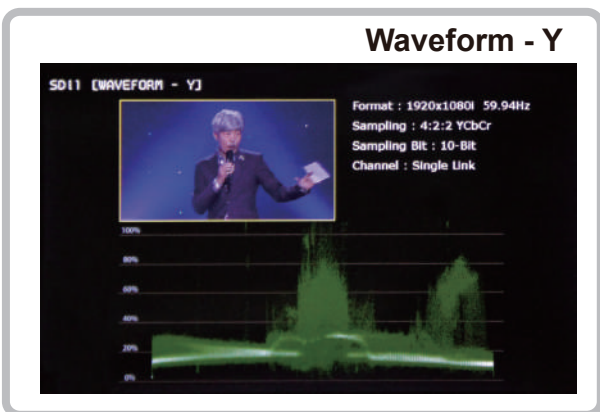 Waveform - Y
SDI1 [WAVEFORM - Y]
Format : 1920x1080i 59.94Hz
Sampling : 4:2:2 YCbCr
Sampling Bit : 10-Bit
Channel : Single Link
100%
80%
60%
40%
20%
0%